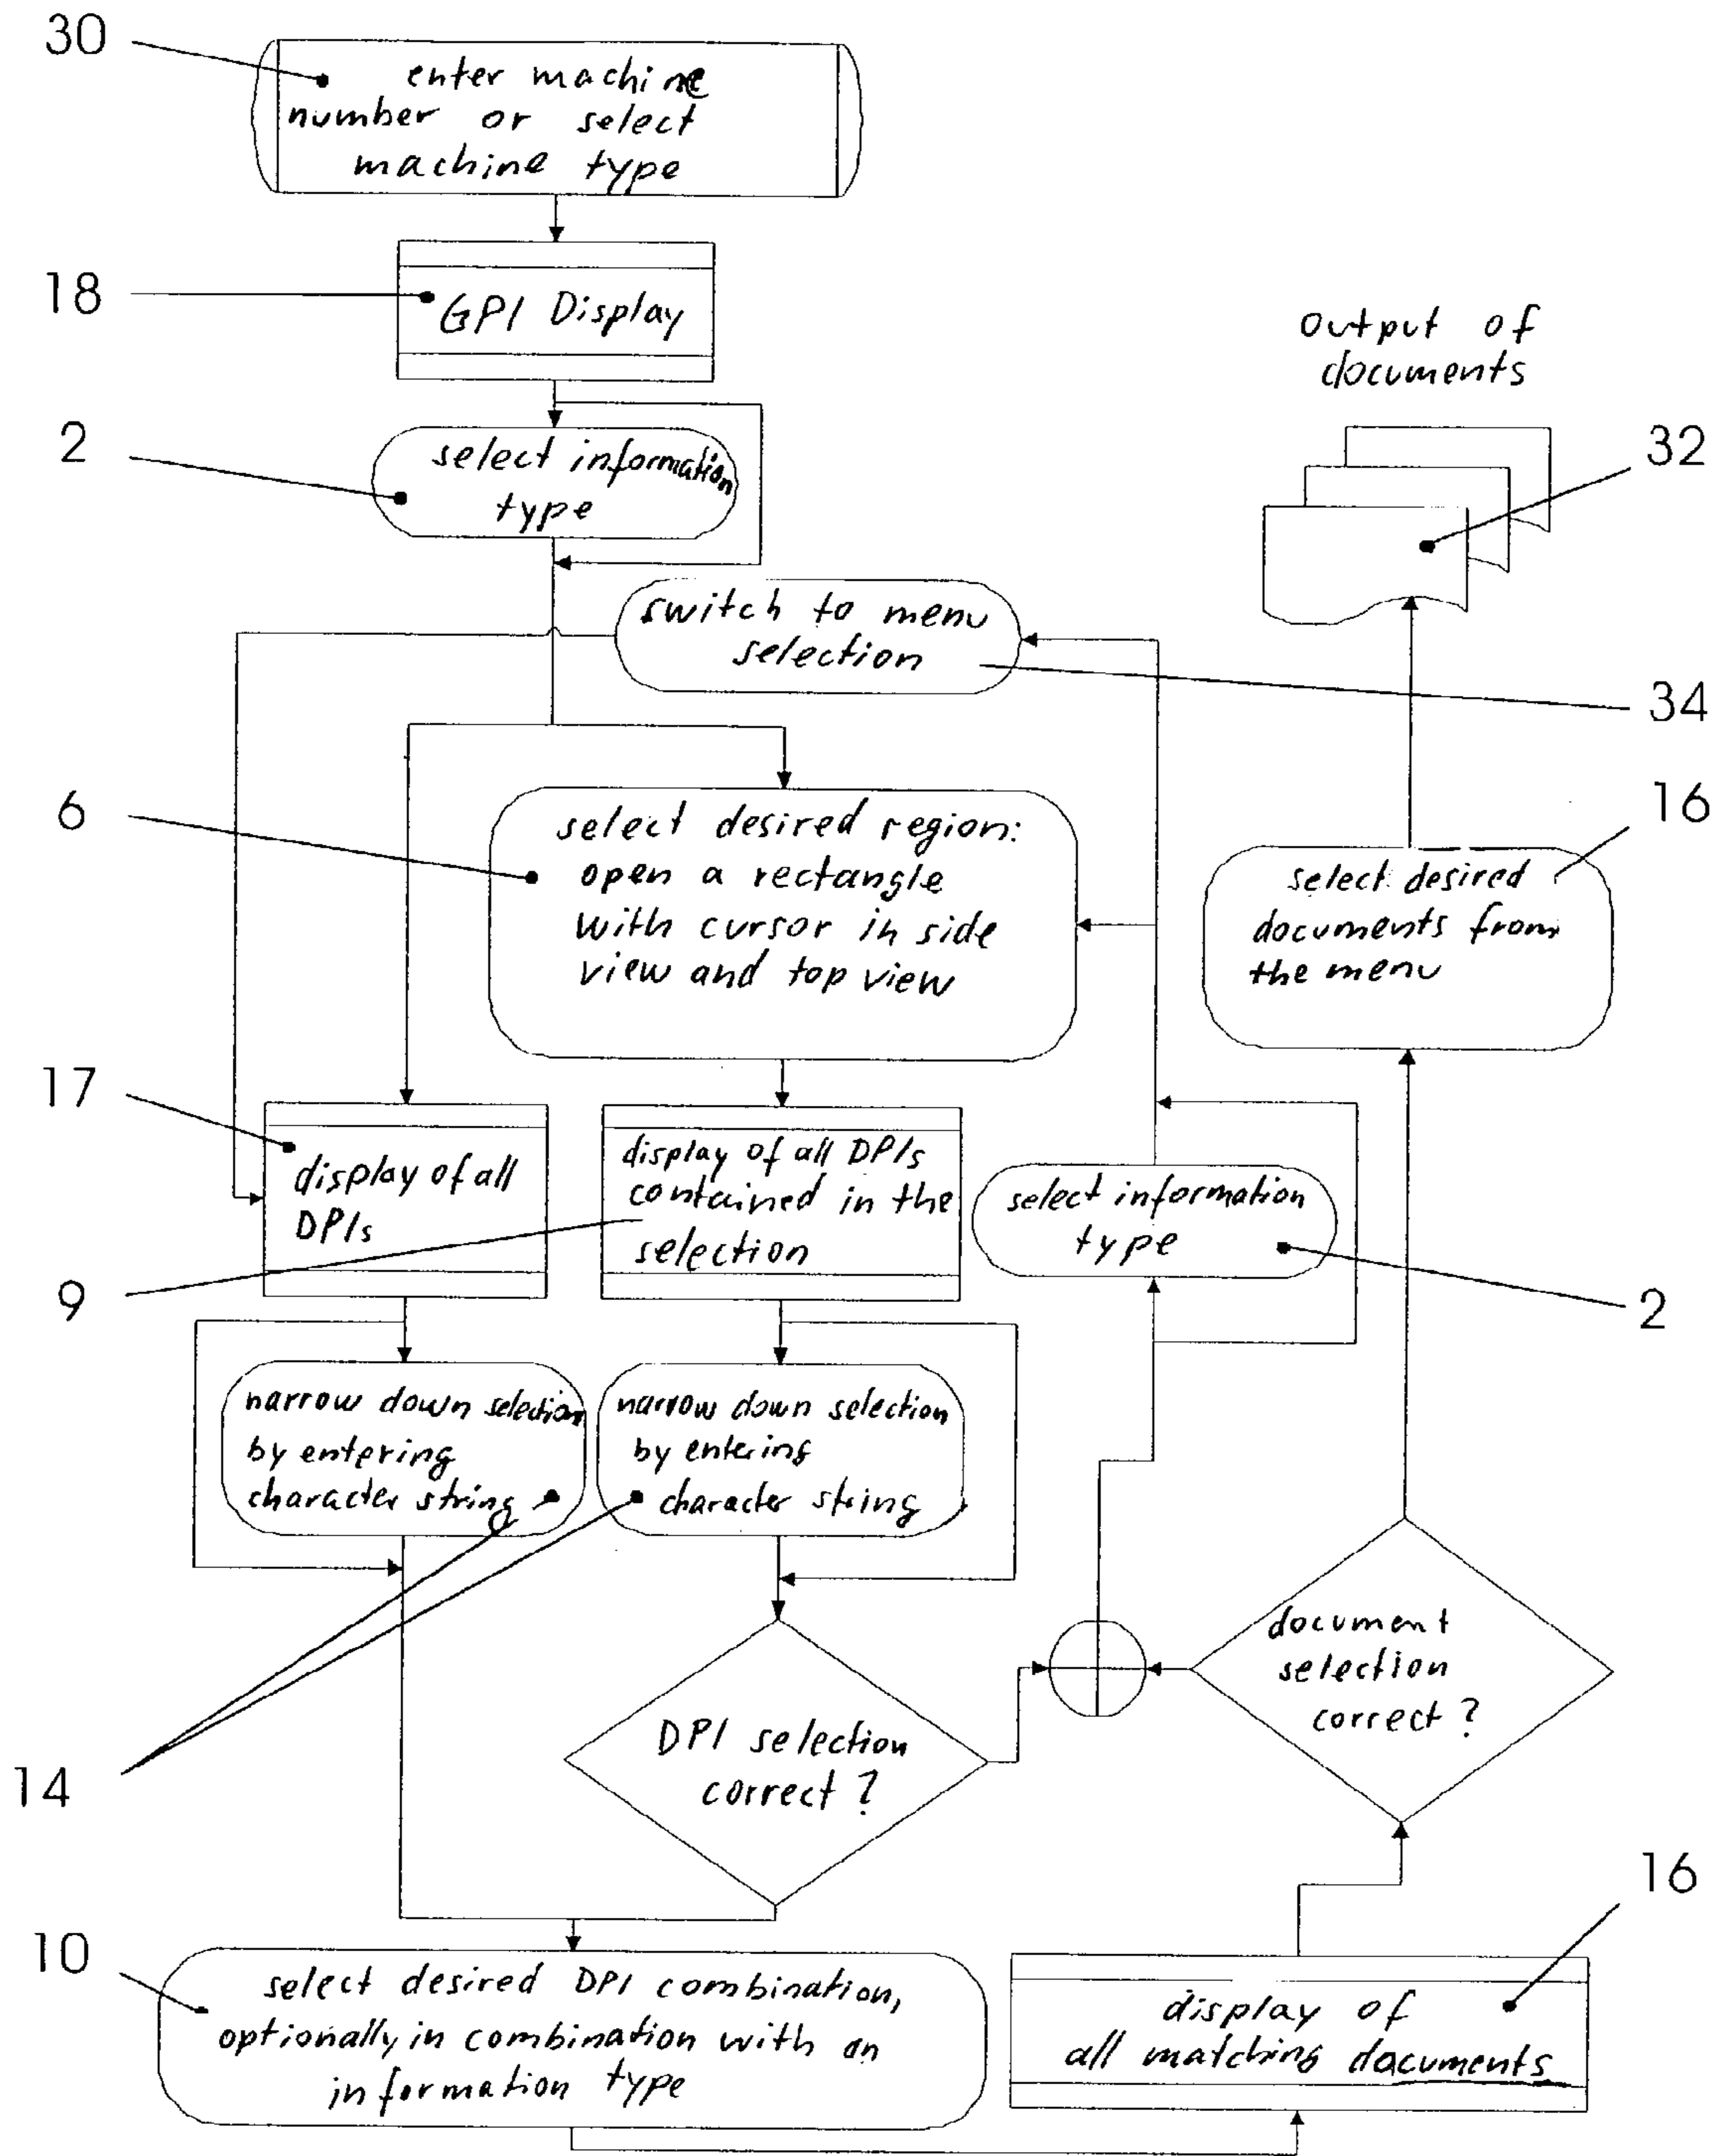 30
enter machine
number or select
machine type
18
GPI Display
output of
documents
2
select information
type
32
switch to menu
selection
34
6
select desired region:
open a rectangle
with cursor in side
view and top view
16
select desired
documents from
the menu
17
display of all
DPIs
display of all DPIs
contained in the
selection
select information
type
9
2
narrow down selection
by entering
character string
narrow down selection
by entering
character string
document
selection
correct?
DPI selection
correct?
14
16
10
select desired DPI combination,
optionally in combination with an
information type
display of
all matching documents